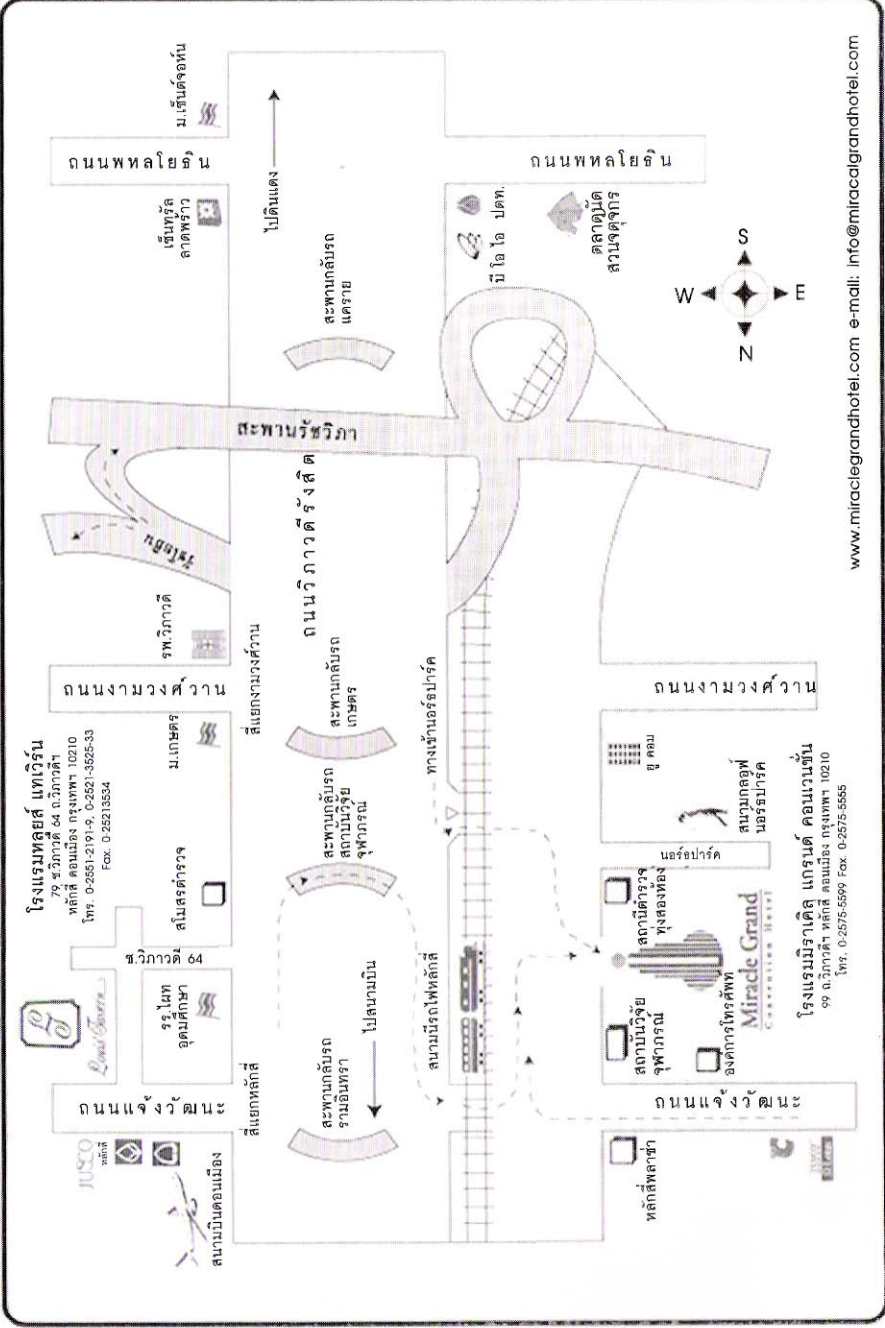 โรงแรมหลุยส์ แทเวิร์น
79 ซ.วิภาวดี 64 ถ.วิภาวดีฯ
หลักสี่ ดอนเมือง กรุงเทพฯ 10210
โทร. 0-2551-2191-9, 0-2521-3525-33
Fax. 0-25213534
LT
Louis' Tavern
JUSCO
หลักสี่
สนามบินดอนเมือง
ถนนแจ้งวัฒนะ
รร.ไผท
อุดมศึกษา
ซ.วิภาวดี 64
สโมสรตำรวจ
ม.เกษตร
ถนนงามวงศ์วาน
รพ.วิภาวดี
เซ็นทรัล
ลาดพร้าว
ถนนพหลโยธิน
ม.เซ็นต์จอห์น
สี่แยกหลักสี่
สี่แยกงามวงศ์วาน
สะพานกลับรถ
รามอินทรา
ไปสนามบิน
สะพานกลับรถ
สถาบันวิจัย
จุฬาภรณ์
สะพานกลับรถ
เกษตร
ถนนวิภาวดีรังสิต
สะพานรัชวิภา
สะพานกลับรถ
แคราย
ไปดินแดง
สนามนีรถไฟหลักสี่
ทางเข้านอร์ธปาร์ค
บี โอ ไอ
ปตท.
ตลาดนัด
สวนจตุจักร
ถนนพหลโยธิน
หลักสี่พลาซ่า
ถนนแจ้งวัฒนะ
สถาบันวิจัย
จุฬาภรณ์
องค์การโทรศัพท์
สถานีตำรวจ
ทุ่งสองห้อง
นอร์ธปาร์ค
ยู คอม
สนามกอล์ฟ
นอร์ธปาร์ค
ถนนงามวงศ์วาน
Miracle Grand
Convention Hotel
โรงแรมมิราเคิล แกรนด์ คอนเวนชั่น
99 ถ.วิภาวดีฯ หลักสี่ ดอนเมือง กรุงเทพฯ 10210
โทร. 0-2575-5599 Fax. 0-2575-5555
W
S
N
E
www.miraclegrandhotel.com e-mail: info@miracalgrandhotel.com